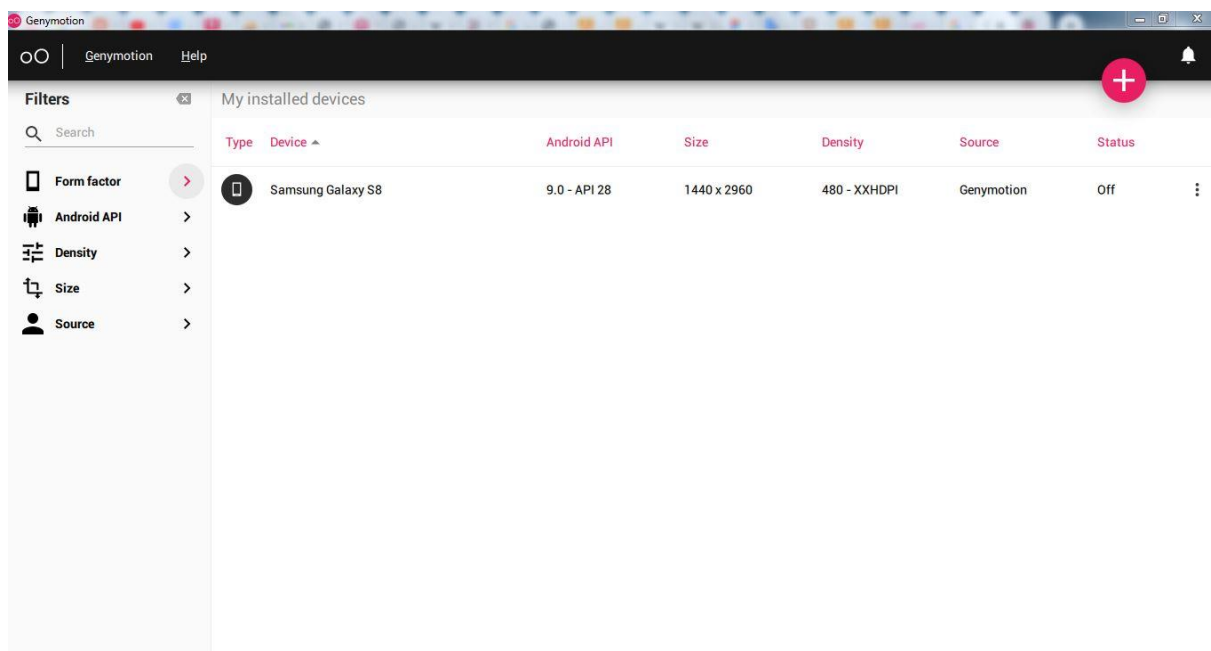 Genymotion
Genymotion Help
Filters
My installed devices
Search
Type Device Android API Size Density Source Status
Form factor
Samsung Galaxy S8 9.0 - API 28 1440 x 2960 480 - XXHDPI Genymotion Off
Android API
Density
Size
Source